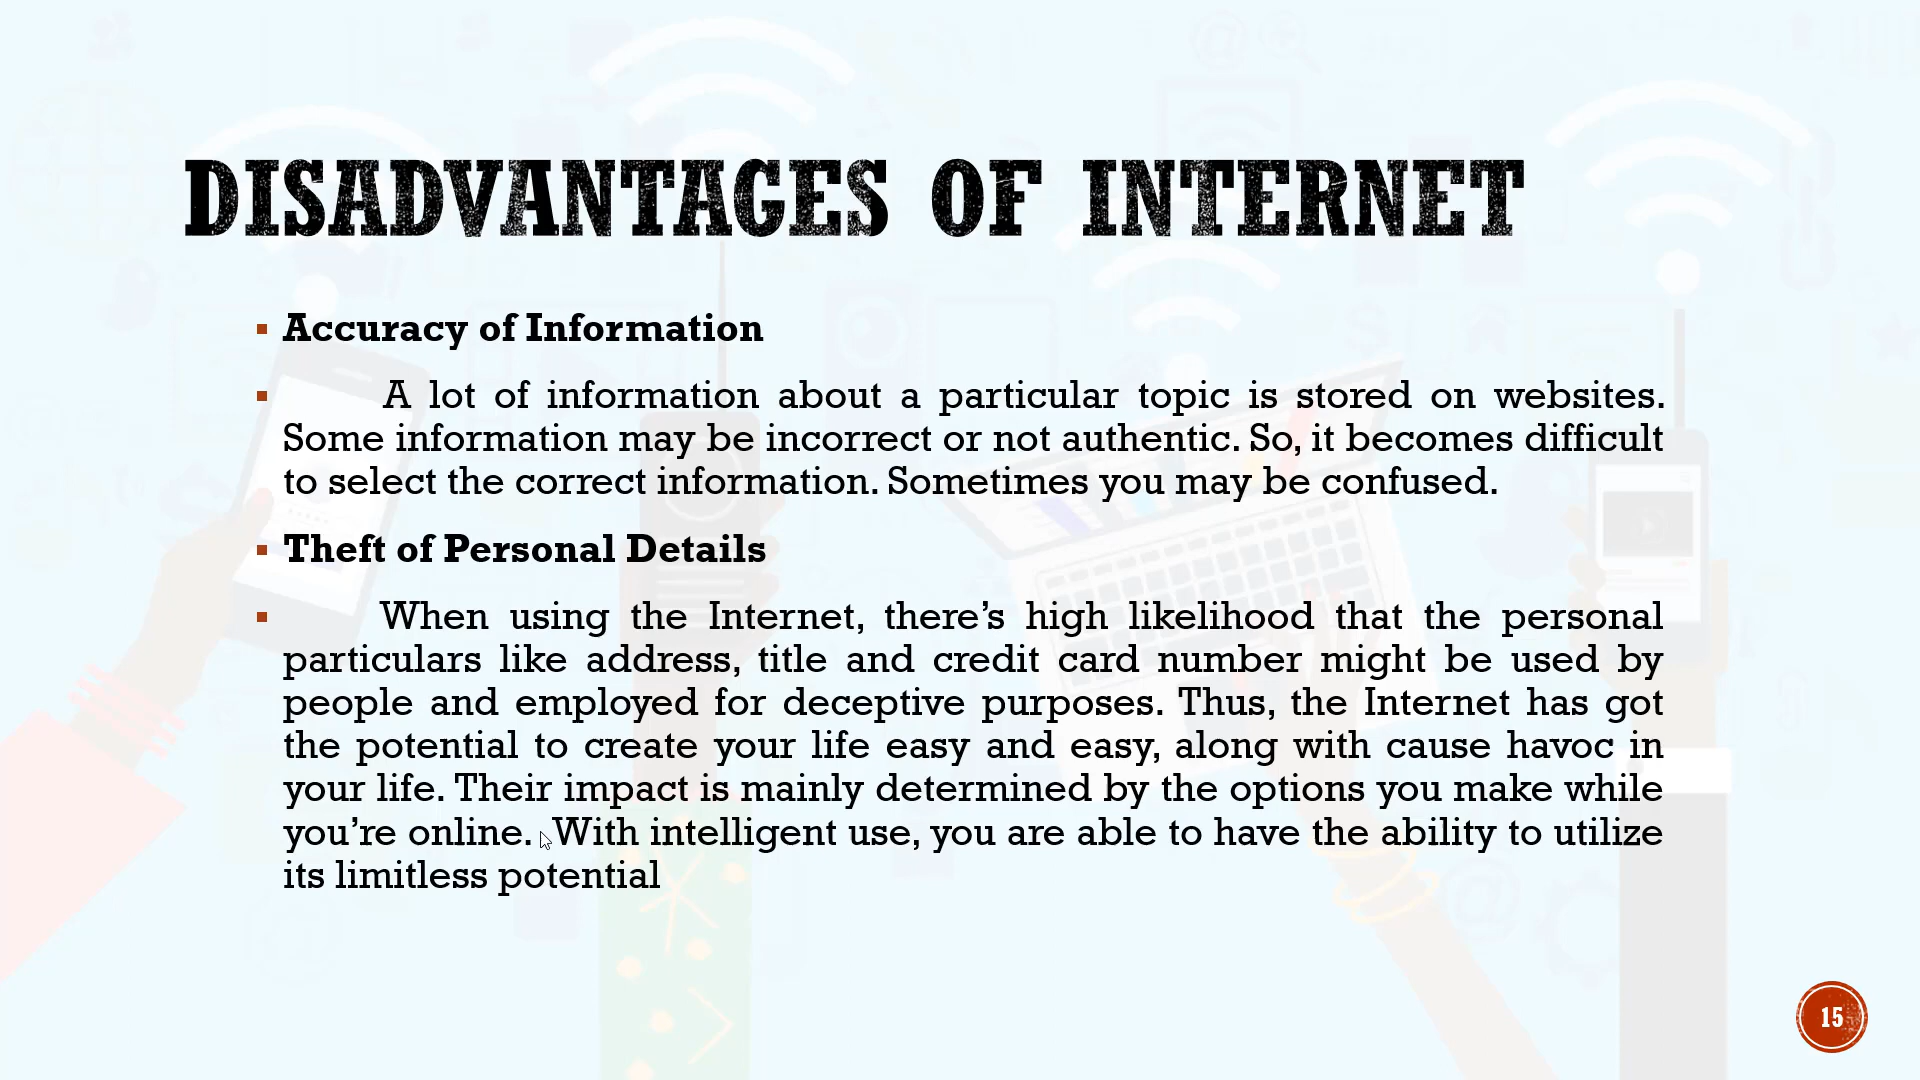 DISADVANTAGES OF INTERNET
Accuracy of Information
A lot of information about a particular topic is stored on websites.
Some information may be incorrect or not authentic. So, it becomes difficult
to select the correct information. Sometimes you may be confused.
Theft of Personal Details
When using the Internet, there’s high likelihood that the personal
particulars like address, title and credit card number might be used by
people and employed for deceptive purposes. Thus, the Internet has got
the potential to create your life easy and easy, along with cause havoc in
your life. Their impact is mainly determined by the options you make while
you’re online. With intelligent use, you are able to have the ability to utilize
its limitless potential
15